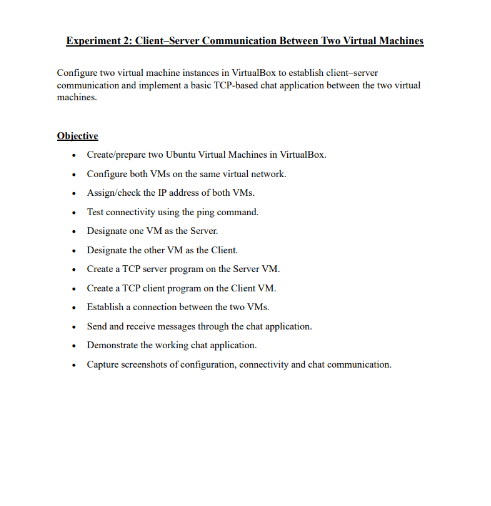 Experiment 2: Client–Server Communication Between Two Virtual Machines
Configure two virtual machine instances in VirtualBox to establish client–server
communication and implement a basic TCP-based chat application between the two virtual
machines.
Objective
• Create/prepare two Ubuntu Virtual Machines in VirtualBox.
• Configure both VMs on the same virtual network.
• Assign/check the IP address of both VMs.
• Test connectivity using the ping command.
• Designate one VM as the Server.
• Designate the other VM as the Client.
• Create a TCP server program on the Server VM.
• Create a TCP client program on the Client VM.
• Establish a connection between the two VMs.
• Send and receive messages through the chat application.
• Demonstrate the working chat application.
• Capture screenshots of configuration, connectivity and chat communication.